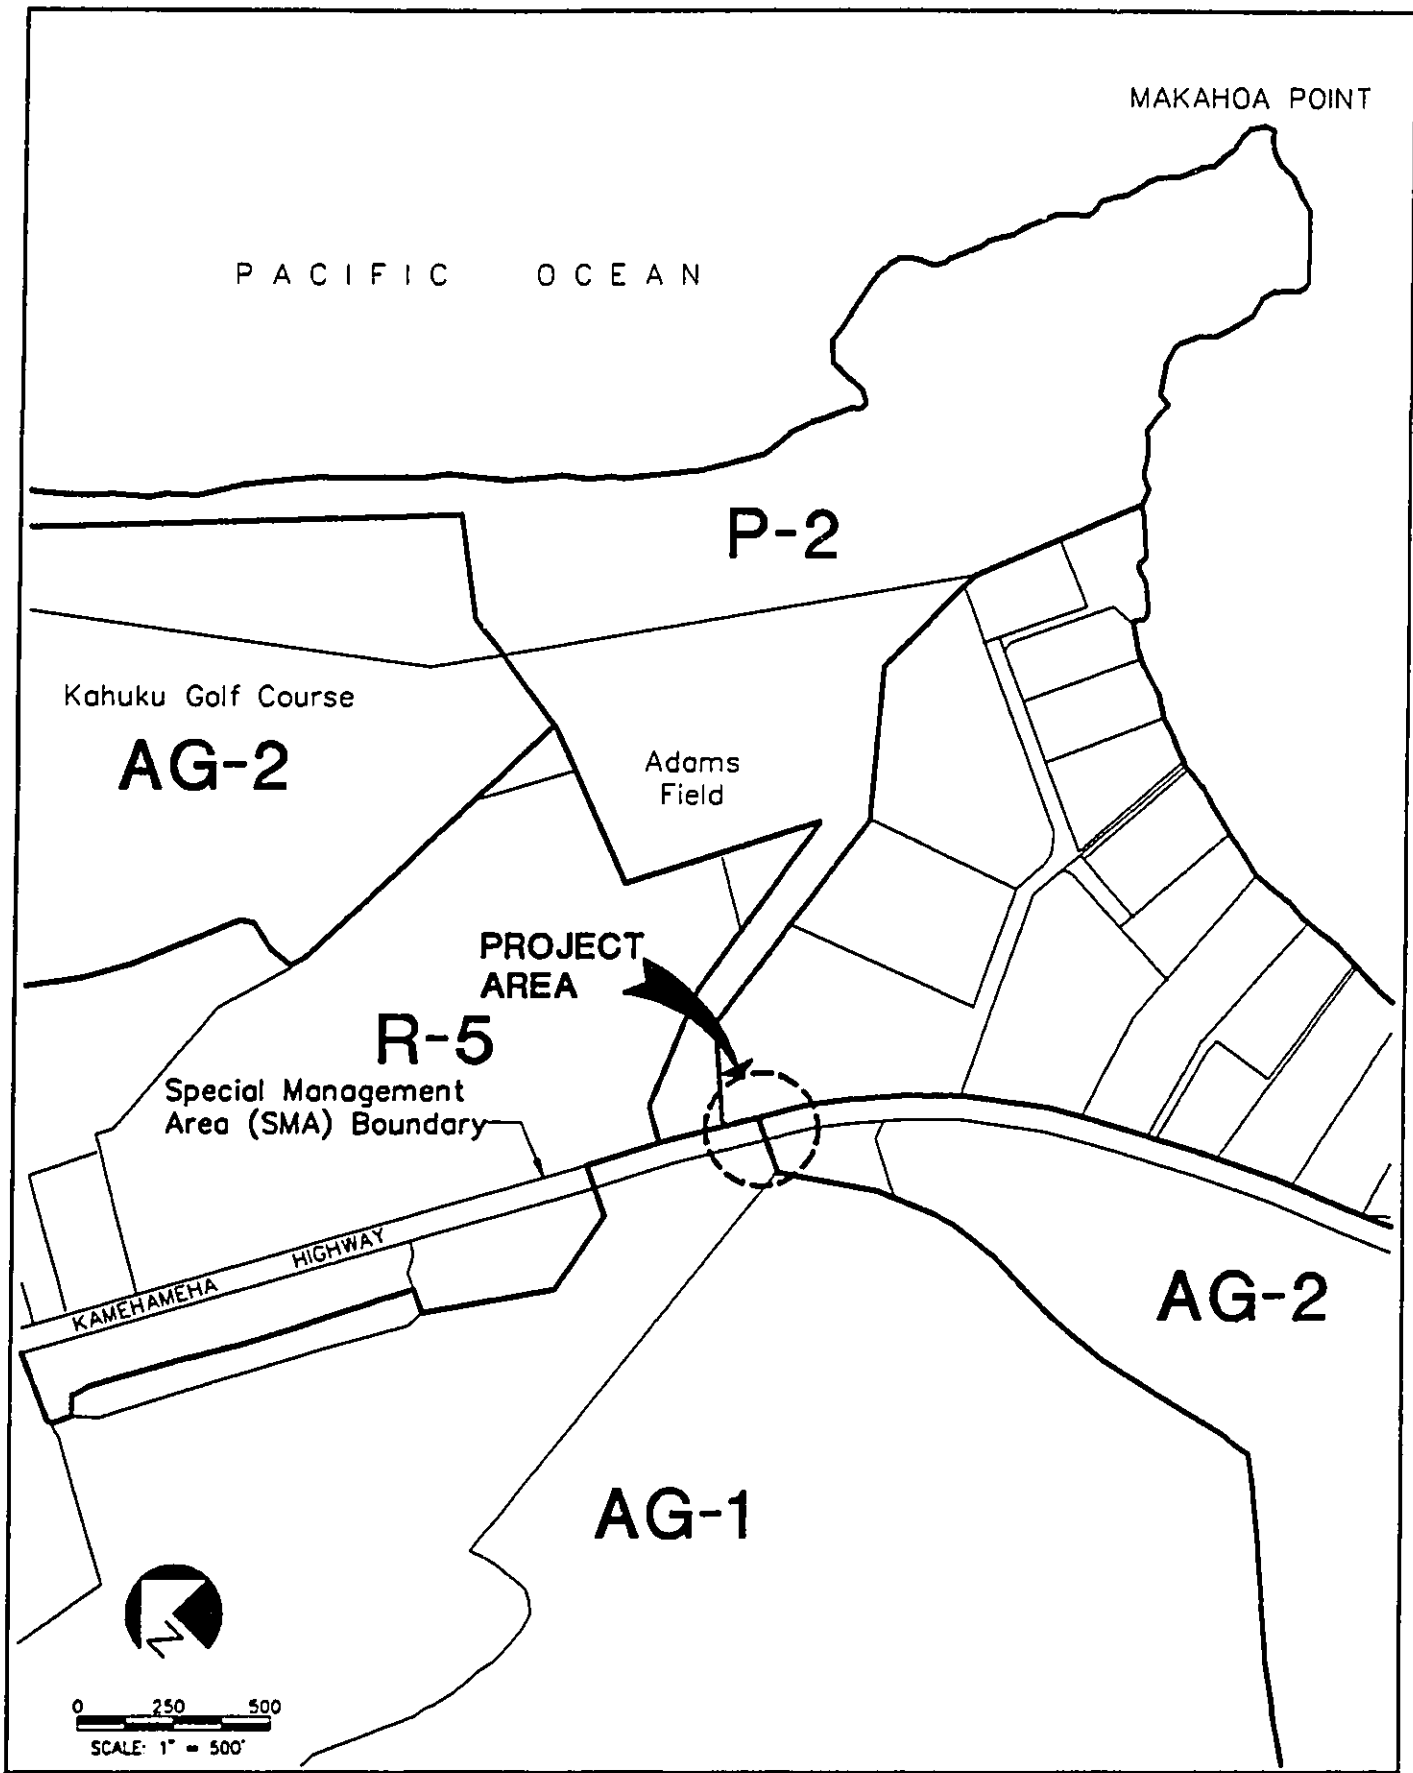 MAKAHOA POINT
PACIFIC OCEAN
P-2
Kahuku Golf Course
AG-2
Adams
Field
PROJECT
AREA
R-5
Special Management
Area (SMA) Boundary
KAMEHAMEHA HIGHWAY
AG-2
AG-1
N
0 250 500
SCALE: 1" = 500'